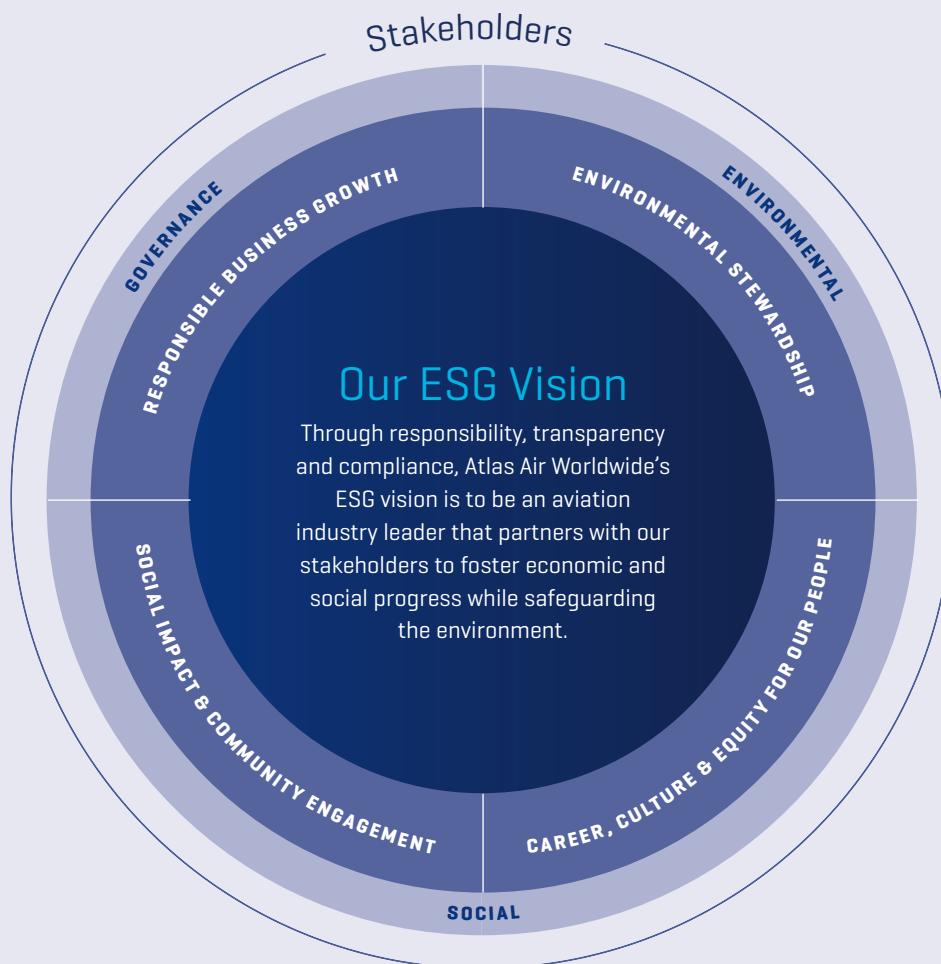 Stakeholders
GOVERNANCE
ENVIRONMENTAL
RESPONSIBLE BUSINESS GROWTH
ENVIRONMENTAL STEWARDSHIP
Our ESG Vision
Through responsibility, transparency
and compliance, Atlas Air Worldwide’s
ESG vision is to be an aviation
industry leader that partners with our
stakeholders to foster economic and
social progress while safeguarding
the environment.
SOCIAL IMPACT & COMMUNITY ENGAGEMENT
CAREER, CULTURE & EQUITY FOR OUR PEOPLE
SOCIAL